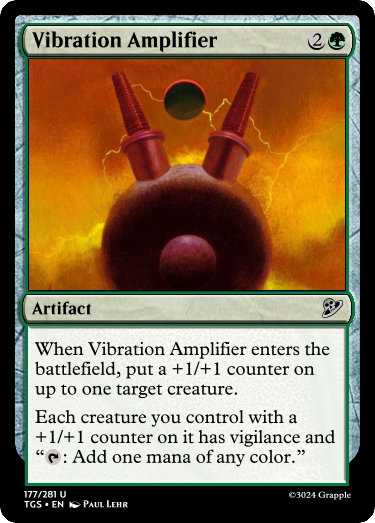 Vibration Amplifier 2
Artifact
When Vibration Amplifier enters the
battlefield, put a +1/+1 counter on
up to one target creature.
Each creature you control with a
+1/+1 counter on it has vigilance and
“: Add one mana of any color.”
177/281 U
TGS • EN Paul Lehr
©3024 Grapple